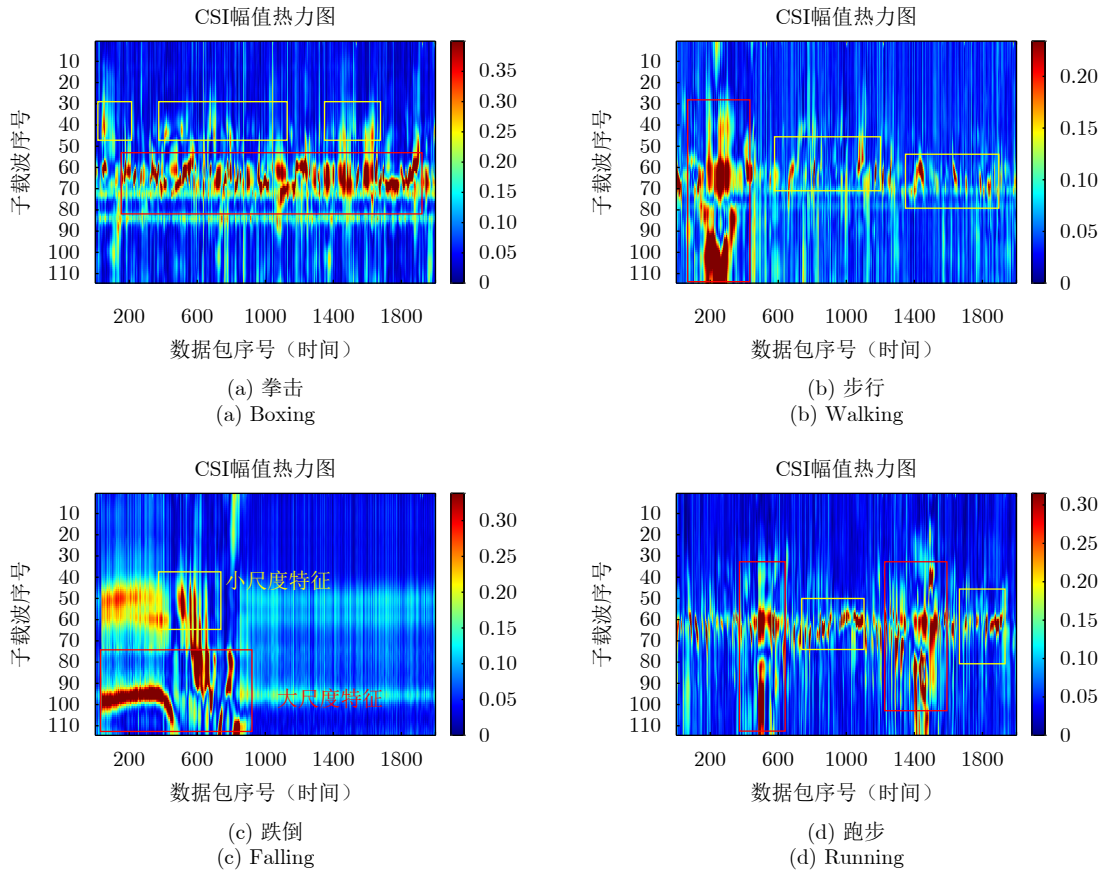 CSI幅值热力图
子载波序号
10
20
30
40
50
60
70
80
90
100
110
200 600 1000 1400 1800
数据包序号（时间）
0.35
0.30
0.25
0.20
0.15
0.10
0.05
0
(a) 拳击
(a) Boxing
CSI幅值热力图
子载波序号
10
20
30
40
50
60
70
80
90
100
110
200 600 1000 1400 1800
数据包序号（时间）
0.20
0.15
0.10
0.05
0
(b) 步行
(b) Walking
CSI幅值热力图
子载波序号
10
20
30
40
50
60
70
80
90
100
110
小尺度特征
大尺度特征
200 600 1000 1400 1800
数据包序号（时间）
0.30
0.25
0.20
0.15
0.10
0.05
0
(c) 跌倒
(c) Falling
CSI幅值热力图
子载波序号
10
20
30
40
50
60
70
80
90
100
110
200 600 1000 1400 1800
数据包序号（时间）
0.30
0.25
0.20
0.15
0.10
0.05
0
(d) 跑步
(d) Running